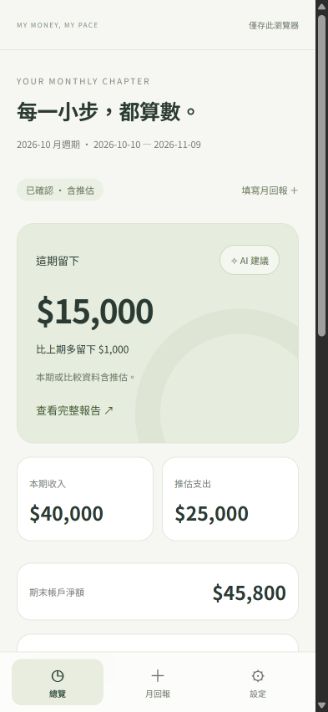 MY MONEY, MY PACE
僅存此瀏覽器
YOUR MONTHLY CHAPTER
每一小步，都算數。
2026-10 月週期 · 2026-10-10 — 2026-11-09
已確認 · 含推估
填寫月回報 ＋
這期留下
✧ AI 建議
$15,000
比上期多留下 $1,000
本期或比較資料含推估。
查看完整報告 ↗
本期收入
推估支出
$40,000
$25,000
期末帳戶淨額
$45,800
總覽
月回報
設定